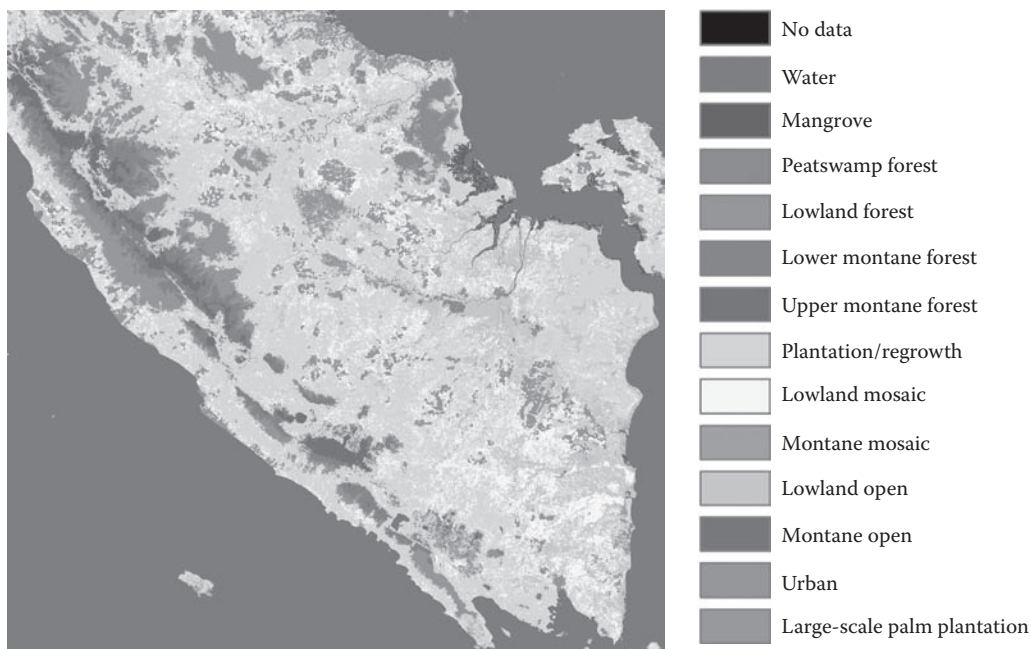 No data
Water
Mangrove
Peatswamp forest
Lowland forest
Lower montane forest
Upper montane forest
Plantation/regrowth
Lowland mosaic
Montane mosaic
Lowland open
Montane open
Urban
Large-scale palm plantation